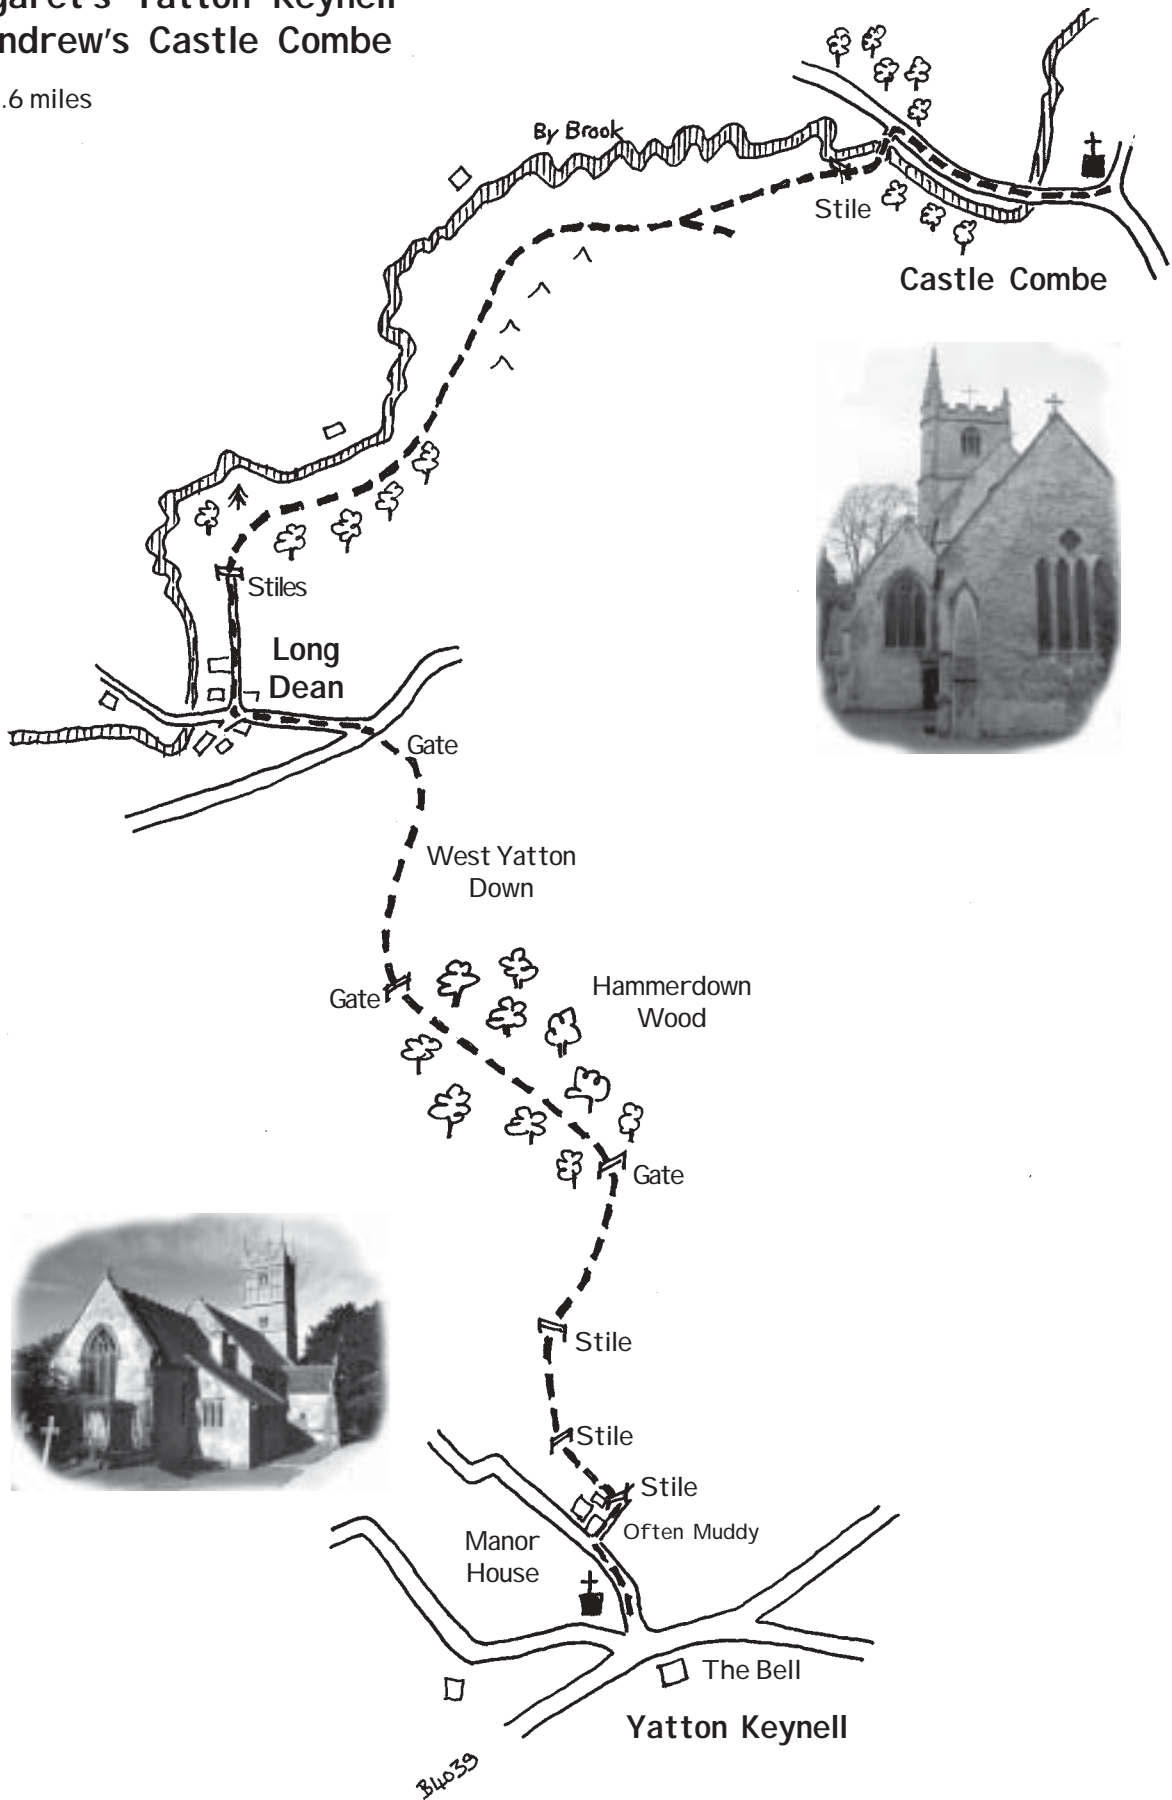 Yatton Keynell
ndrew's Castle Combe
.6 miles
By Brook
Stile
Castle Combe
Stiles
Long
Dean
Gate
West Yatton
Down
Gate
Hammerdown
Wood
Gate
Stile
Stile
Stile
Often Muddy
Manor
House
The Bell
Yatton Keynell
B4039